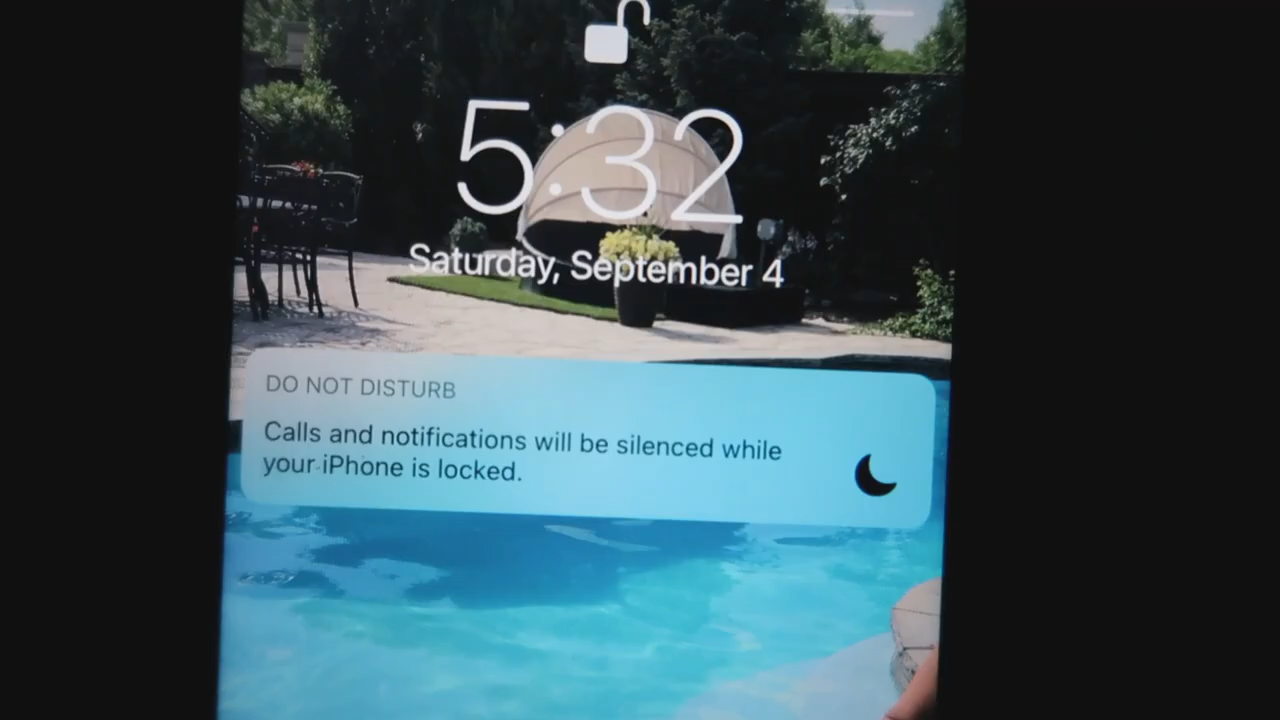 5:32
Saturday, September 4
DO NOT DISTURB
Calls and notifications will be silenced while
your iPhone is locked.